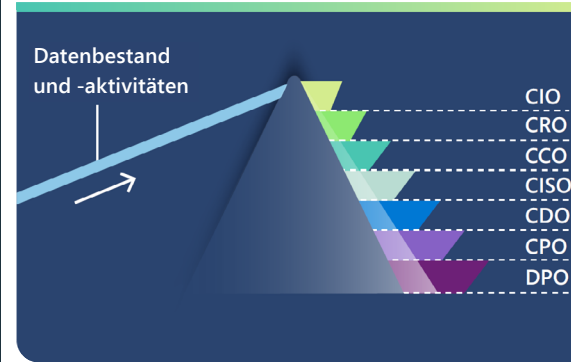 Datenbestand
und -aktivitäten
CIO
CRO
CCO
CISO
CDO
CPO
DPO